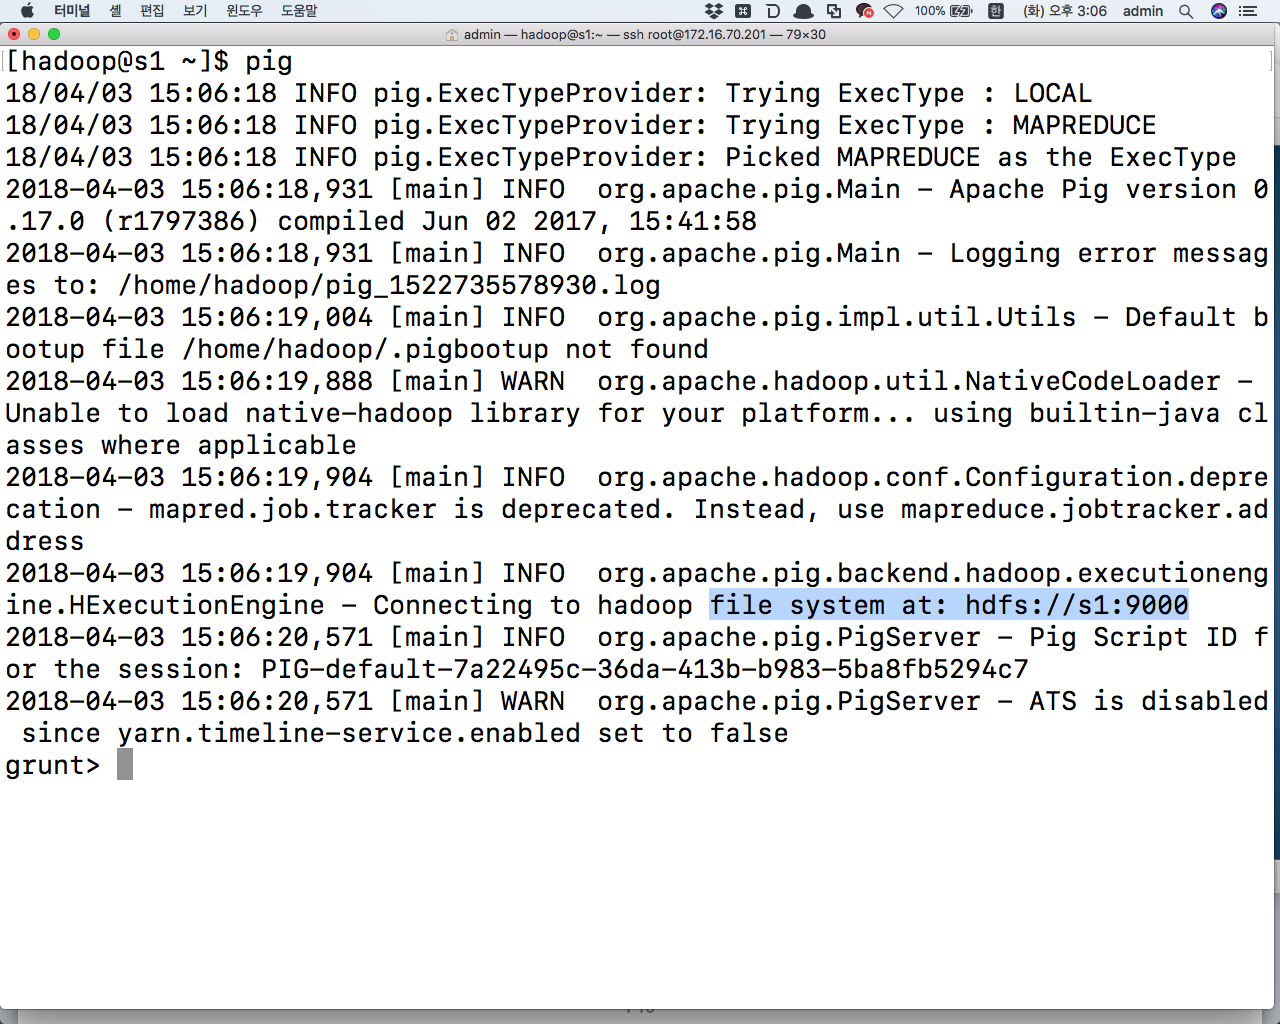 터미널 셸 편집 보기 윈도우 도움말 100% 한 (화) 오후 3:06 admin
admin — hadoop@s1:~ — ssh root@172.16.70.201 — 79×30
[hadoop@s1 ~]$ pig
18/04/03 15:06:18 INFO pig.ExecTypeProvider: Trying ExecType : LOCAL
18/04/03 15:06:18 INFO pig.ExecTypeProvider: Trying ExecType : MAPREDUCE
18/04/03 15:06:18 INFO pig.ExecTypeProvider: Picked MAPREDUCE as the ExecType
2018-04-03 15:06:18,931 [main] INFO  org.apache.pig.Main - Apache Pig version 0
.17.0 (r1797386) compiled Jun 02 2017, 15:41:58
2018-04-03 15:06:18,931 [main] INFO  org.apache.pig.Main - Logging error messag
es to: /home/hadoop/pig_1522735578930.log
2018-04-03 15:06:19,004 [main] INFO  org.apache.pig.impl.util.Utils - Default b
ootup file /home/hadoop/.pigbootup not found
2018-04-03 15:06:19,888 [main] WARN  org.apache.hadoop.util.NativeCodeLoader -
Unable to load native-hadoop library for your platform... using builtin-java cl
asses where applicable
2018-04-03 15:06:19,904 [main] INFO  org.apache.hadoop.conf.Configuration.depre
cation - mapred.job.tracker is deprecated. Instead, use mapreduce.jobtracker.ad
dress
2018-04-03 15:06:19,904 [main] INFO  org.apache.pig.backend.hadoop.executioneng
ine.HExecutionEngine - Connecting to hadoop file system at: hdfs://s1:9000
2018-04-03 15:06:20,571 [main] INFO  org.apache.pig.PigServer - Pig Script ID f
or the session: PIG-default-7a22495c-36da-413b-b983-5ba8fb5294c7
2018-04-03 15:06:20,571 [main] WARN  org.apache.pig.PigServer - ATS is disabled
 since yarn.timeline-service.enabled set to false
grunt>